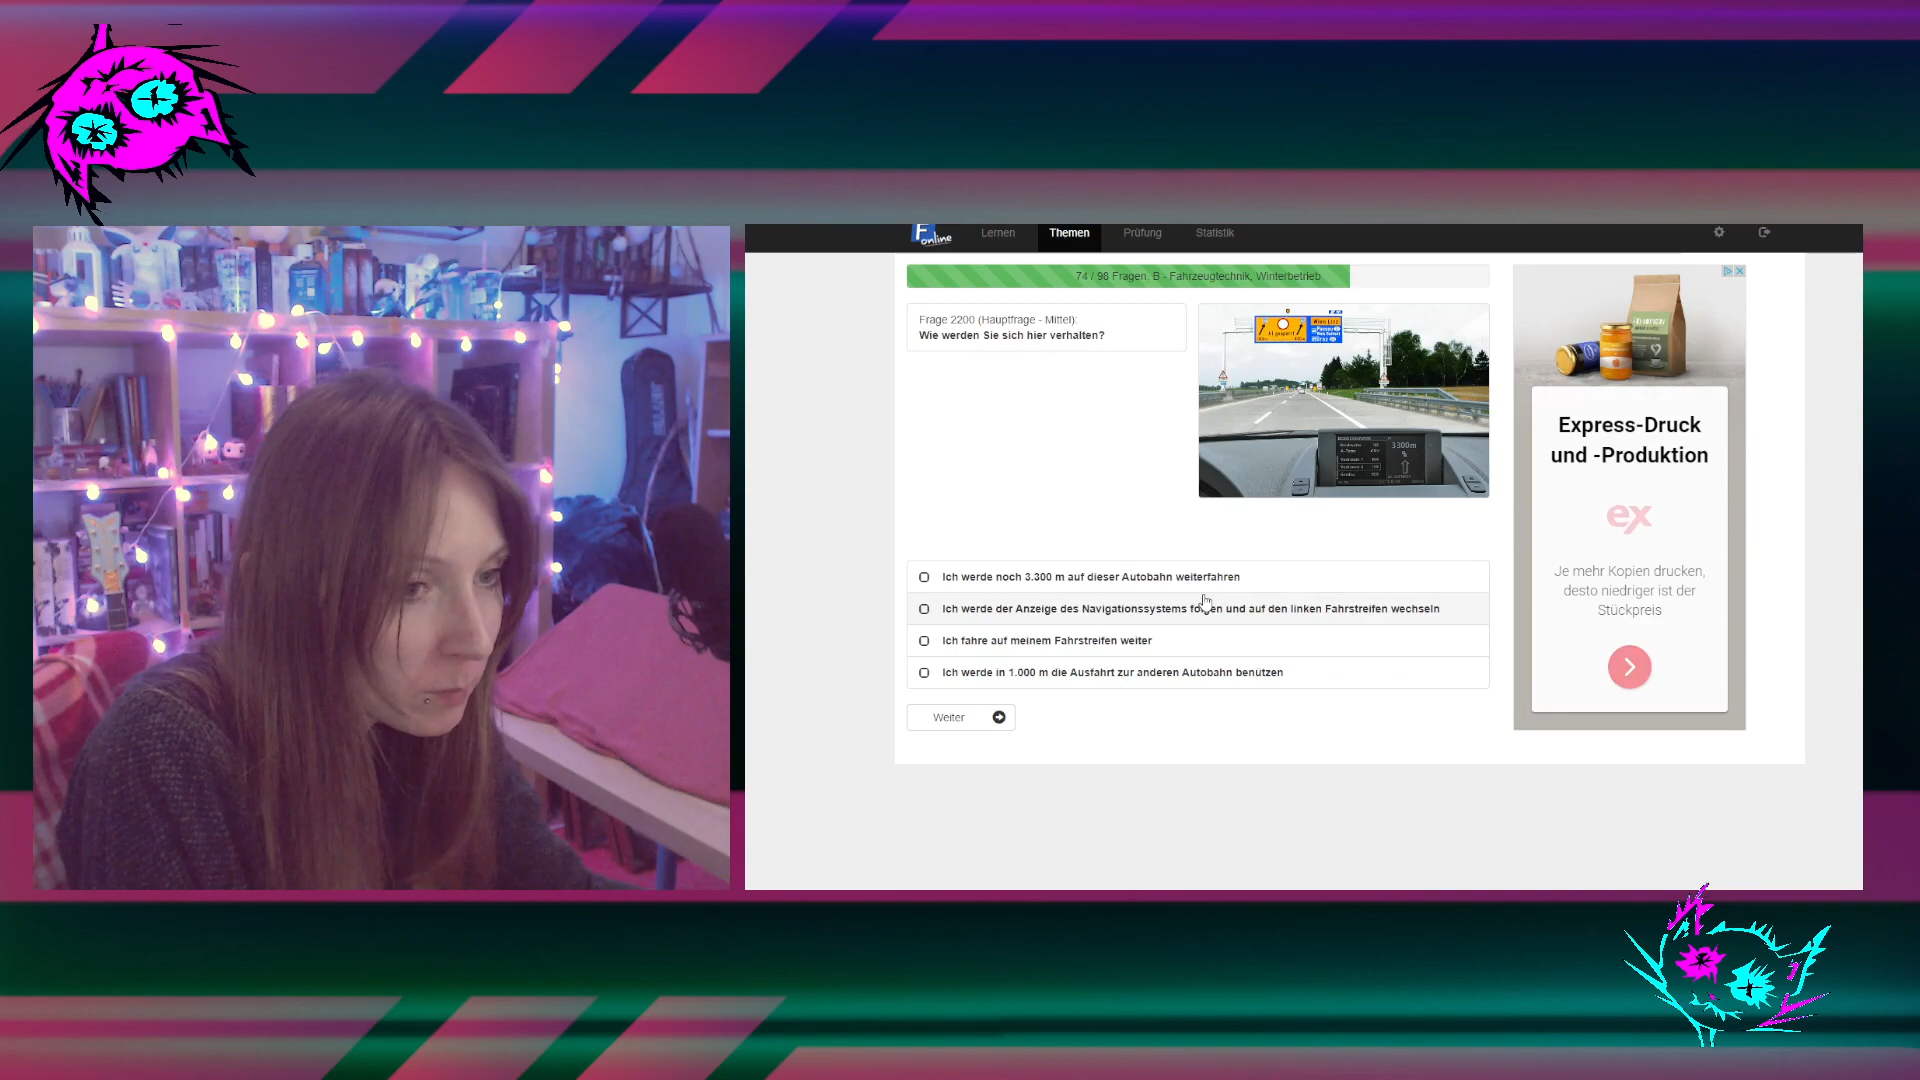 F online
Lernen
Themen
Prüfung
Statistik
74 / 98 Fragen. B - Fahrzeugtechnik, Winterbetrieb
Frage 2200 (Hauptfrage - Mittel):
Wie werden Sie sich hier verhalten?
3300m
Ich werde noch 3.300 m auf dieser Autobahn weiterfahren
Ich werde der Anzeige des Navigationssystems und auf den linken Fahrstreifen wechseln
Ich fahre auf meinem Fahrstreifen weiter
Ich werde in 1.000 m die Ausfahrt zur anderen Autobahn benützen
Weiter
Express-Druck
und -Produktion
ex
Je mehr Kopien drucken,
desto niedriger ist der
Stückpreis